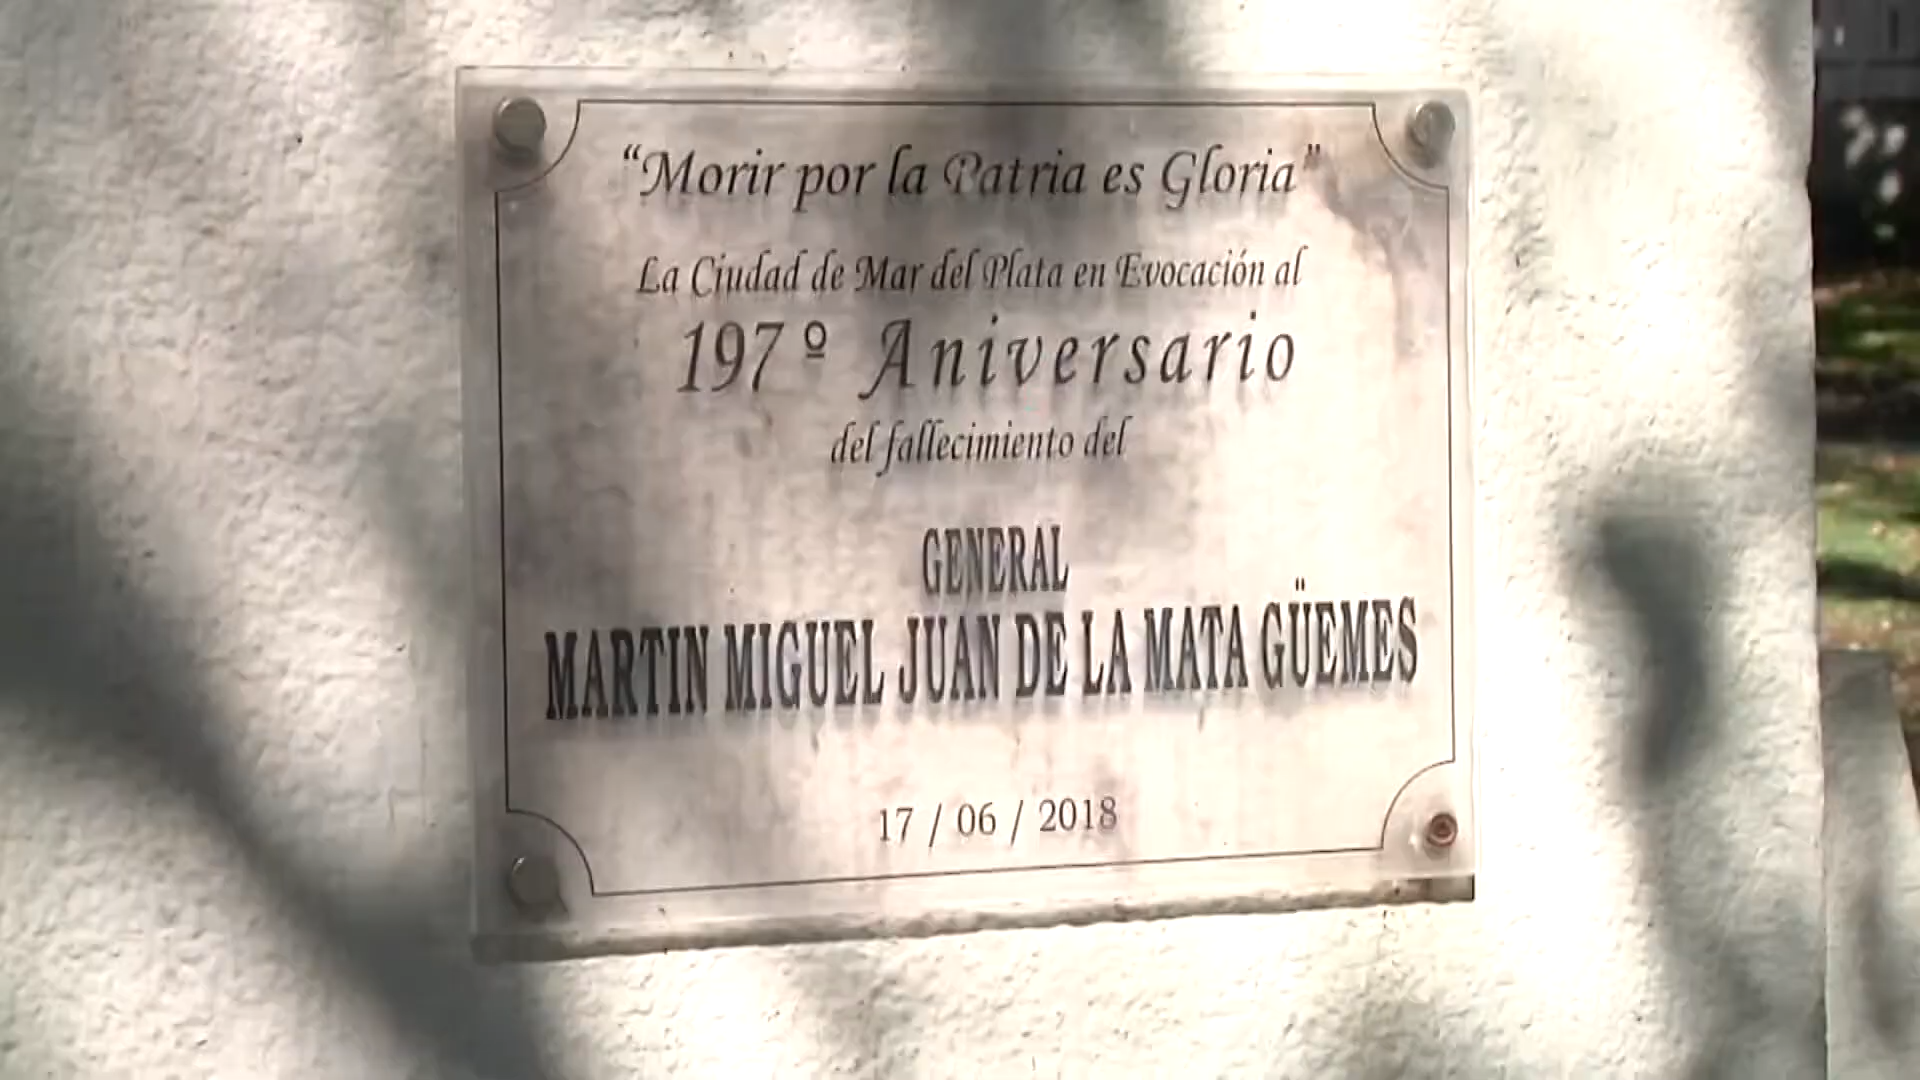 “Morir por la Patria es Gloria”
La Ciudad de Mar del Plata en Evocación al
197º Aniversario
del fallecimiento del
GENERAL
MARTIN MIGUEL JUAN DE LA MATA GÜEMES
17 / 06 / 2018